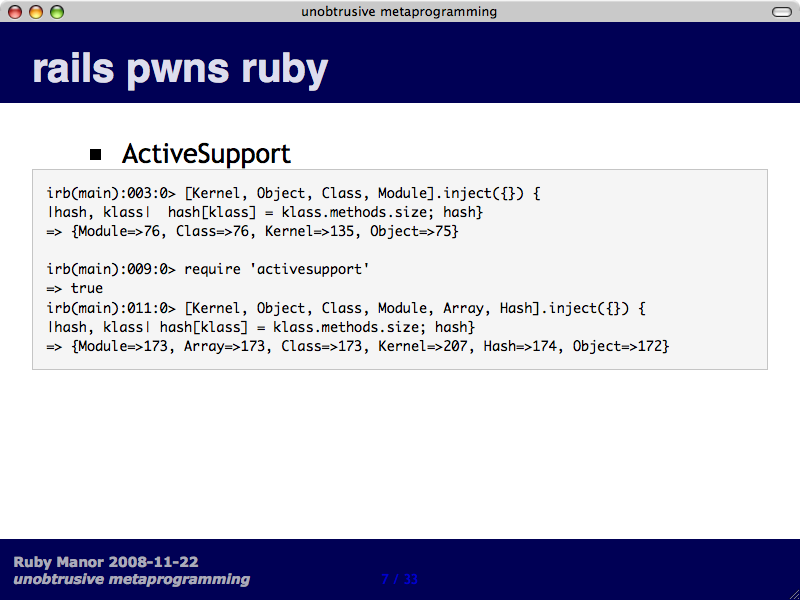 unobtrusive metaprogramming
rails pwns ruby
ActiveSupport
irb(main):003:0> [Kernel, Object, Class, Module].inject({}) {
|hash, klass|  hash[klass] = klass.methods.size; hash}
=> {Module=>76, Class=>76, Kernel=>135, Object=>75}
irb(main):009:0> require 'activesupport'
=> true
irb(main):011:0> [Kernel, Object, Class, Module, Array, Hash].inject({}) {
|hash, klass| hash[klass] = klass.methods.size; hash}
=> {Module=>173, Array=>173, Class=>173, Kernel=>207, Hash=>174, Object=>172}
Ruby Manor 2008-11-22
unobtrusive metaprogramming
7 / 33